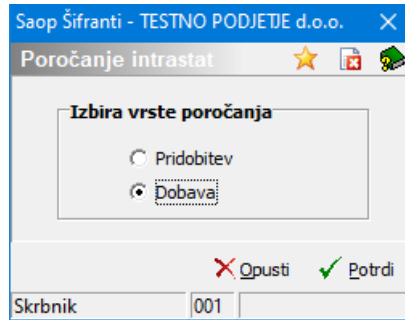 Saop Šifranti - TESTNO PODJETJE d.o.o.
Poročanje intrastat
Izbira vrste poročanja
Pridobitev
Dobava
Opusti Potrdi
Skrbnik 001